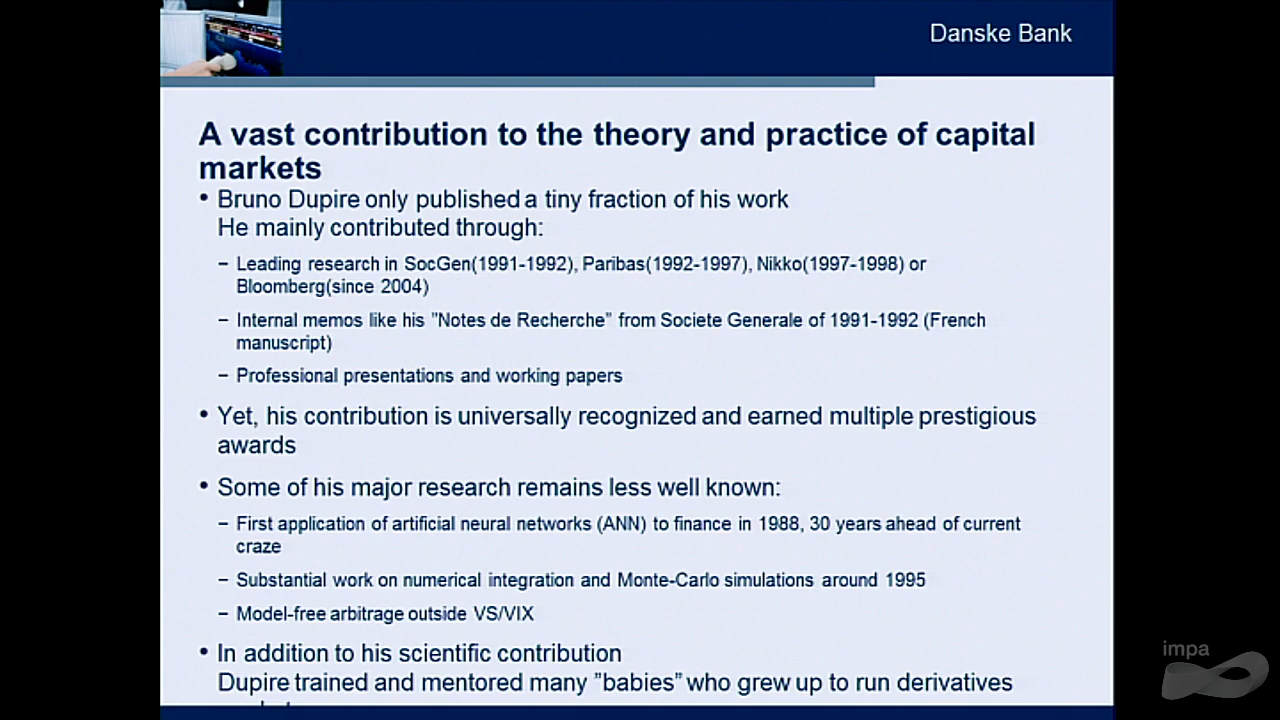 Danske Bank
A vast contribution to the theory and practice of capital
markets
• Bruno Dupire only published a tiny fraction of his work
He mainly contributed through:
– Leading research in SocGen(1991-1992), Paribas(1992-1997), Nikko(1997-1998) or
Bloomberg(since 2004)
– Internal memos like his ”Notes de Recherche” from Societe Generale of 1991-1992 (French
manuscript)
– Professional presentations and working papers
• Yet, his contribution is universally recognized and earned multiple prestigious
awards
• Some of his major research remains less well known:
– First application of artificial neural networks (ANN) to finance in 1988, 30 years ahead of current
craze
– Substantial work on numerical integration and Monte-Carlo simulations around 1995
– Model-free arbitrage outside VS/VIX
• In addition to his scientific contribution
Dupire trained and mentored many ”babies” who grew up to run derivatives
impa